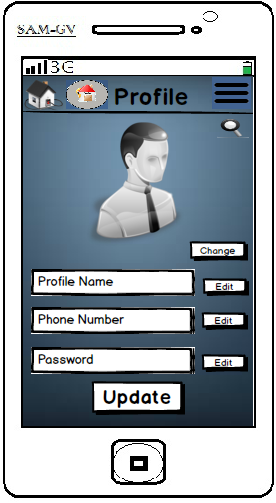 SAM-GV
3G
Profile
Change
Profile Name
Edit
Phone Number
Edit
Password
Edit
Update